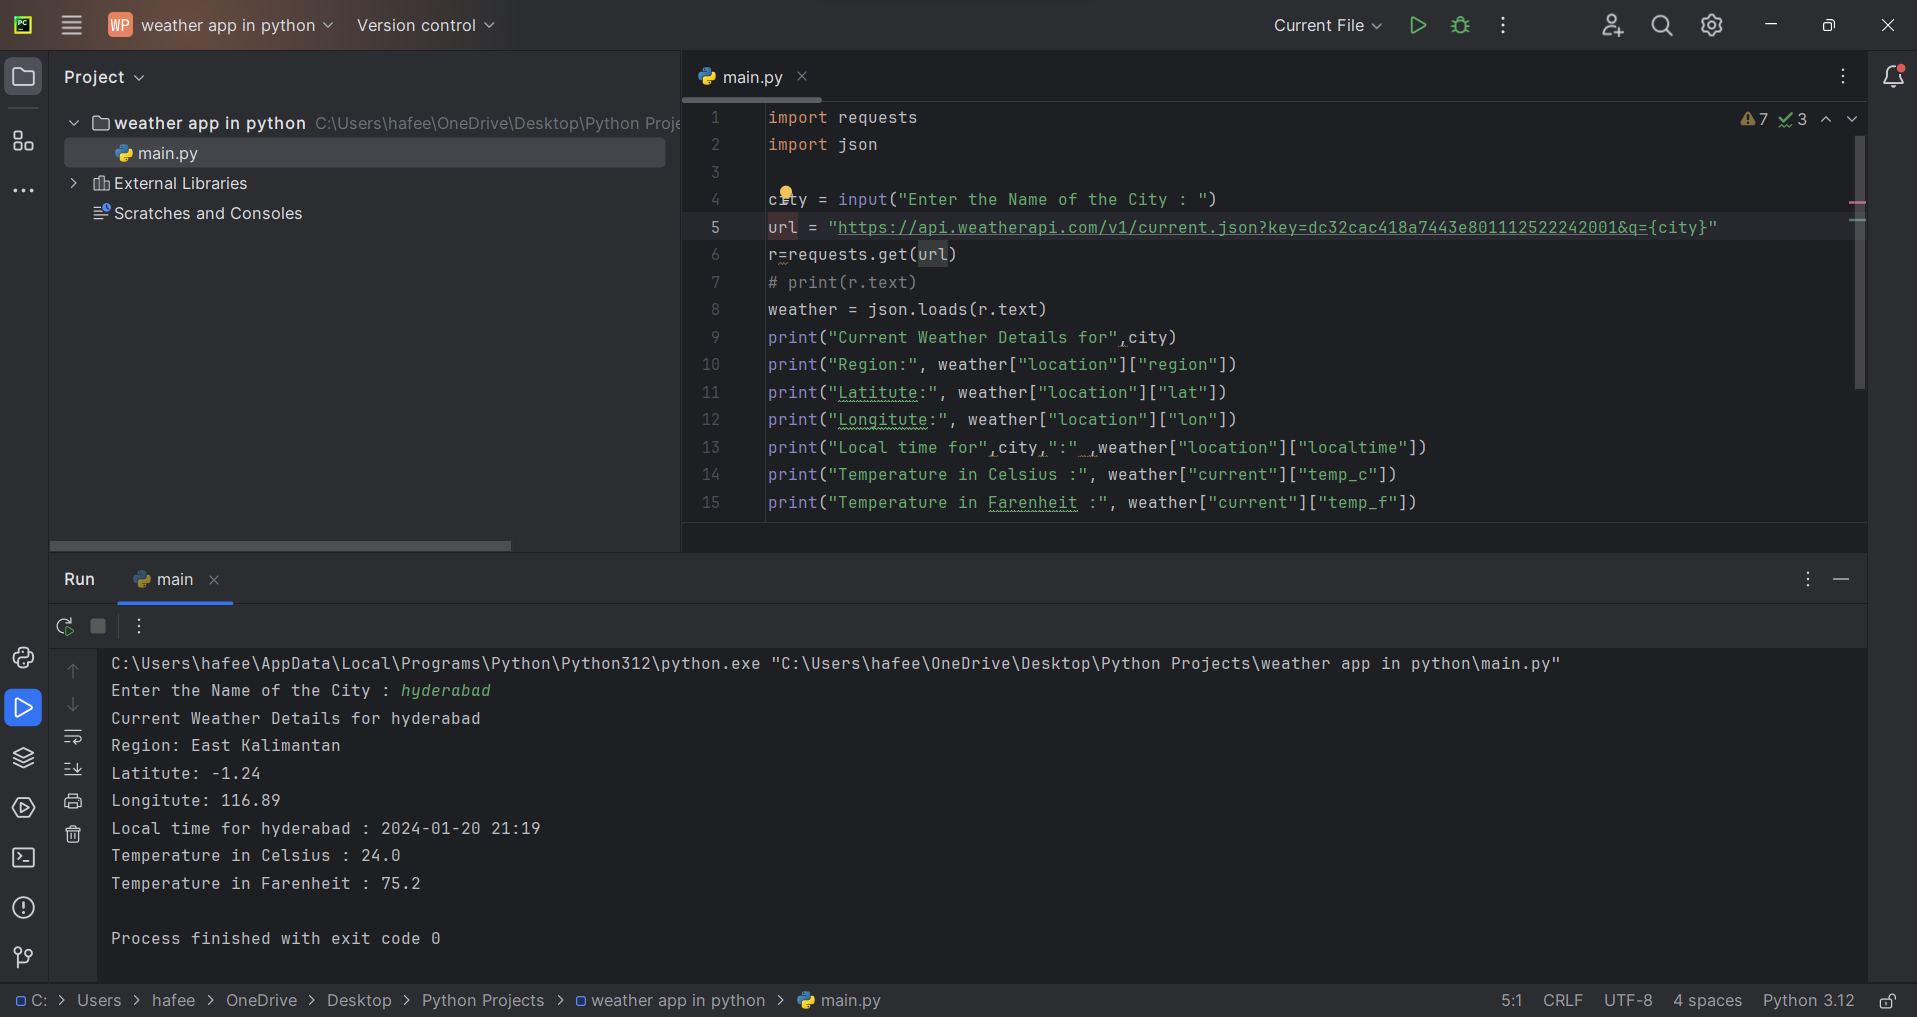 PC
WP weather app in python Version control Current File
Project
main.py
weather app in python C:\Users\hafee\OneDrive\Desktop\Python Proje
main.py
External Libraries
Scratches and Consoles
7 3
1 import requests
2 import json
3
4 city = input("Enter the Name of the City : ")
5 url = "https://api.weatherapi.com/v1/current.json?key=dc32cac418a7443e801112522242001&q={city}"
6 r=requests.get(url)
7 # print(r.text)
8 weather = json.loads(r.text)
9 print("Current Weather Details for",city)
10 print("Region:", weather["location"]["region"])
11 print("Latitute:", weather["location"]["lat"])
12 print("Longitute:", weather["location"]["lon"])
13 print("Local time for",city,":" ,weather["location"]["localtime"])
14 print("Temperature in Celsius :", weather["current"]["temp_c"])
15 print("Temperature in Farenheit :", weather["current"]["temp_f"])
Run main
C:\Users\hafee\AppData\Local\Programs\Python\Python312\python.exe "C:\Users\hafee\OneDrive\Desktop\Python Projects\weather app in python\main.py"
Enter the Name of the City : hyderabad
Current Weather Details for hyderabad
Region: East Kalimantan
Latitute: -1.24
Longitute: 116.89
Local time for hyderabad : 2024-01-20 21:19
Temperature in Celsius : 24.0
Temperature in Farenheit : 75.2
Process finished with exit code 0
C: > Users > hafee > OneDrive > Desktop > Python Projects > weather app in python > main.py 5:1 CRLF UTF-8 4 spaces Python 3.12